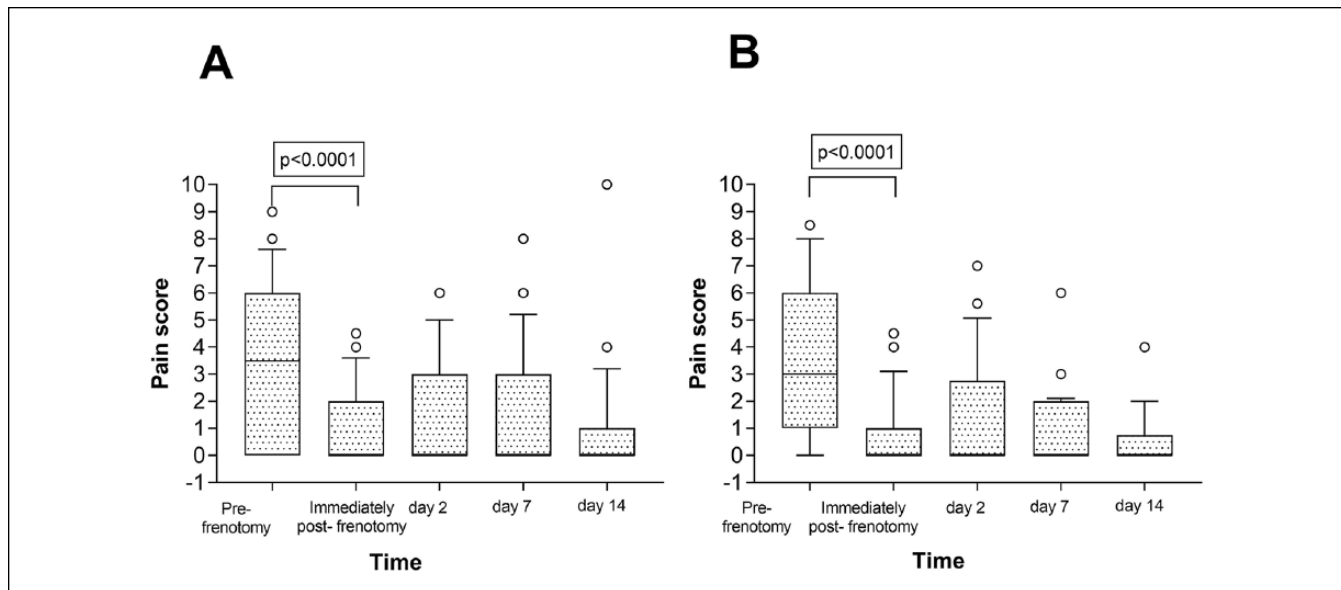 A
p<0.0001
Pain score
10
9
8
7
6
5
4
3
2
1
0
-1
Pre-
frenotomy
Immediately
post- frenotomy
day 2
day 7
day 14
Time
B
p<0.0001
Pain score
10
9
8
7
6
5
4
3
2
1
0
-1
Pre-
frenotomy
Immediately
post- frenotomy
day 2
day 7
day 14
Time